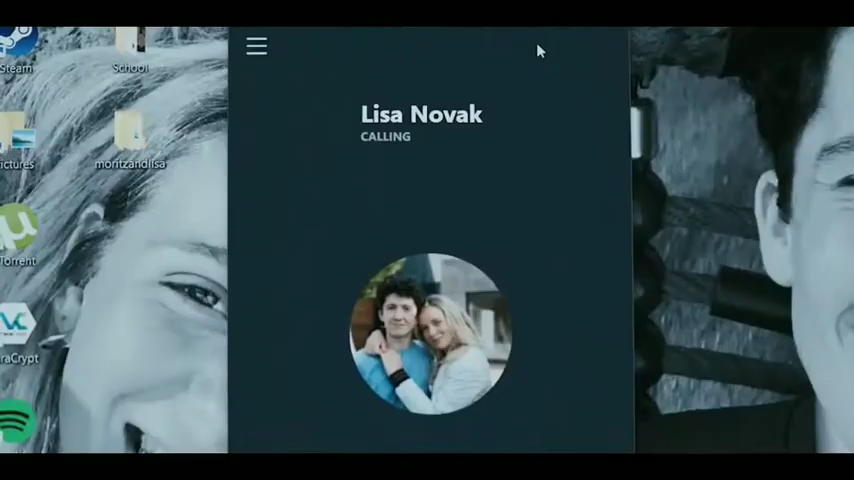 Lisa Novak
CALLING
Steam
School
ictures
moritzandlisa
Torrent
raCrypt